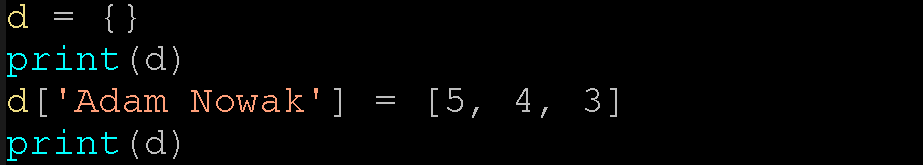 d = {}
print(d)
d['Adam Nowak'] = [5, 4, 3]
print(d)